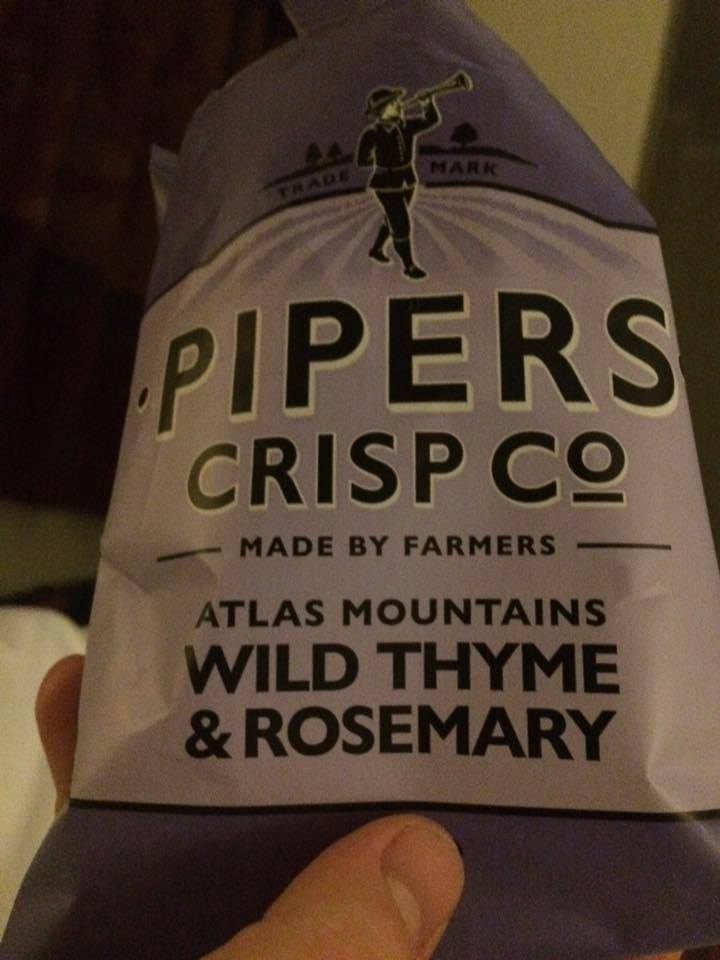 TRADE MARK
PIPERS
CRISP Co
MADE BY FARMERS
ATLAS MOUNTAINS
WILD THYME
& ROSEMARY